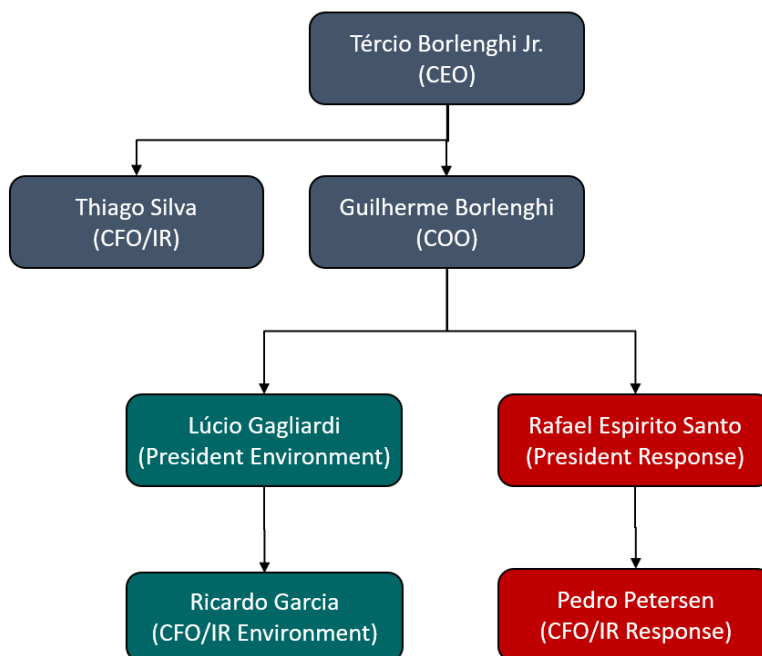 Tércio Borlenghi Jr.
(CEO)
Thiago Silva
(CFO/IR)
Guilherme Borlenghi
(COO)
Lúcio Gagliardi
(President Environment)
Rafael Espirito Santo
(President Response)
Ricardo Garcia
(CFO/IR Environment)
Pedro Petersen
(CFO/IR Response)